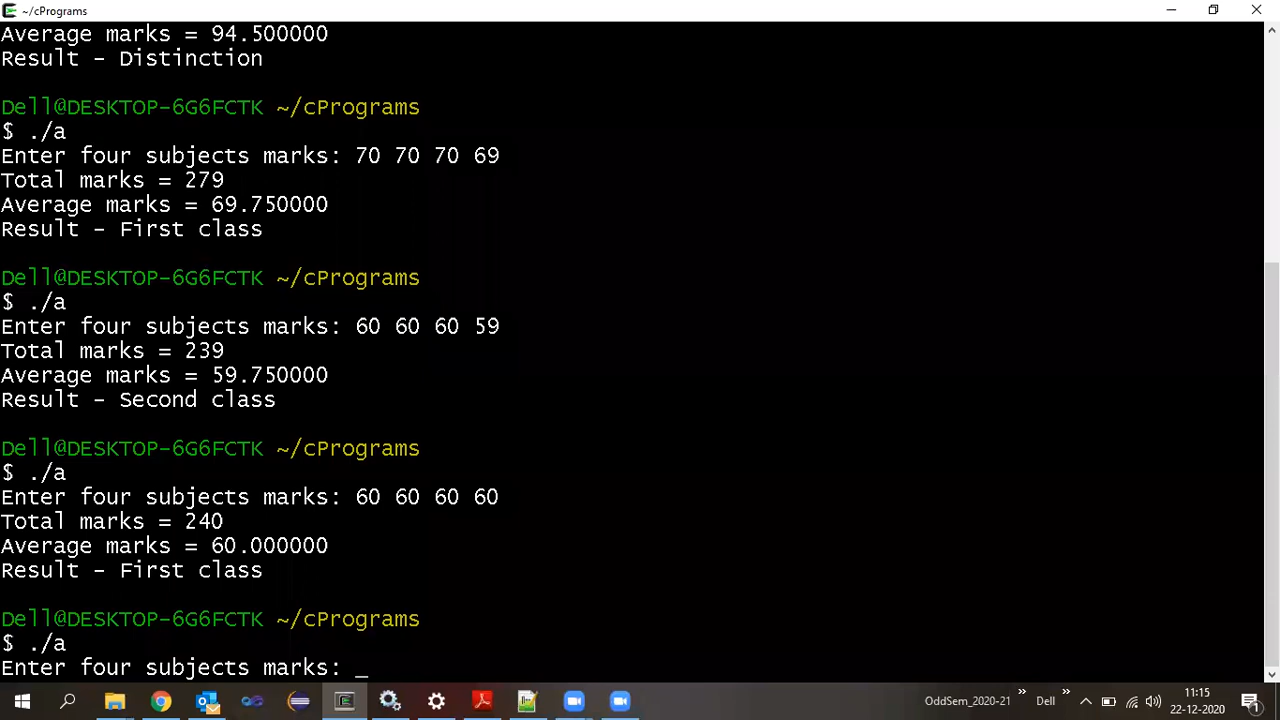 ~/cPrograms
Average marks = 94.500000
Result - Distinction
Dell@DESKTOP-6G6FCTK ~/cPrograms
$ ./a
Enter four subjects marks: 70 70 70 69
Total marks = 279
Average marks = 69.750000
Result - First class
Dell@DESKTOP-6G6FCTK ~/cPrograms
$ ./a
Enter four subjects marks: 60 60 60 59
Total marks = 239
Average marks = 59.750000
Result - Second class
Dell@DESKTOP-6G6FCTK ~/cPrograms
$ ./a
Enter four subjects marks: 60 60 60 60
Total marks = 240
Average marks = 60.000000
Result - First class
Dell@DESKTOP-6G6FCTK ~/cPrograms
$ ./a
Enter four subjects marks: _
OddSem_2020-21 » Dell » 11:15
22-12-2020 1